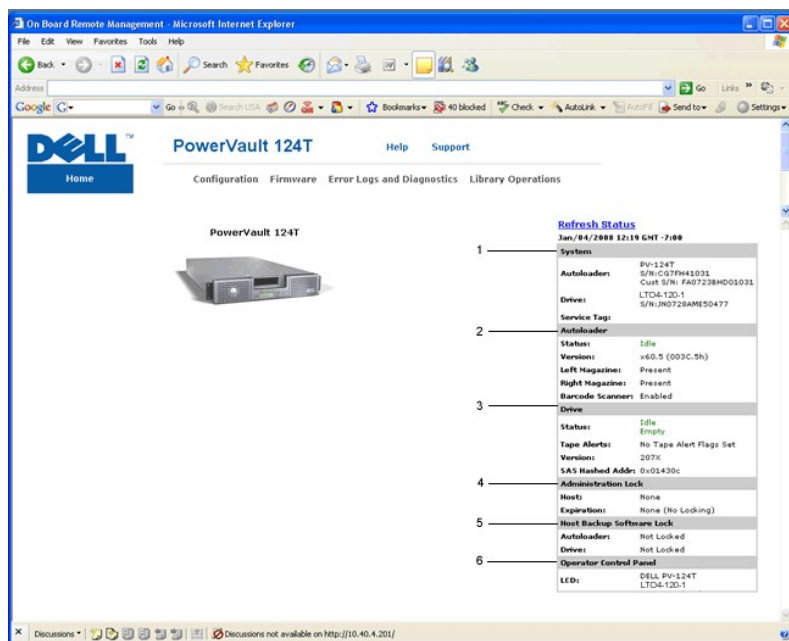 On Board Remote Management - Microsoft Internet Explorer
File Edit View Favorites Tools Help
Back Search Favorites
Address Go Links
Google G Go Search USA Bookmarks 40 blocked Check AutoLink AutoFill Send to Settings
DELL™
PowerVault 124T Help Support
Home
Configuration Firmware Error Logs and Diagnostics Library Operations
PowerVault 124T
Refresh Status
Jan/04/2008 12:19 GMT -7:00
1 System
Autoloader: PV-124T
S/N:CG7FH41031
Cust S/N: FA0723BHD01031
Drive: LTO4-120-1
S/N:JN0728AME50477
Service Tag:
2 Autoloader
Status: Idle
Version: x60.5 (003C.5h)
Left Magazine: Present
Right Magazine: Present
Barcode Scanner: Enabled
3 Drive
Status: Idle
Empty
Tape Alerts: No Tape Alert Flags Set
Version: 207X
SAS Hashed Addr: 0x01430c
4 Administration Lock
Host: None
Expiration: None (No Locking)
5 Host Backup Software Lock
Autoloader: Not Locked
Drive: Not Locked
6 Operator Control Panel
LCD: DELL PV-124T
LTO4-120-1
Discussions Discussions not available on http://10.40.4.201/